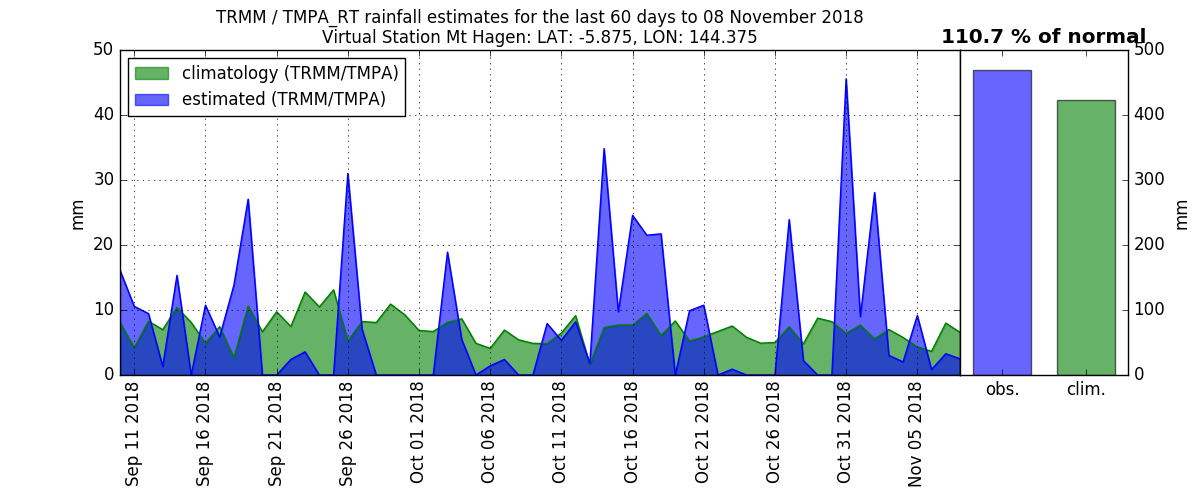 TRMM / TMPA_RT rainfall estimates for the last 60 days to 08 November 2018
Virtual Station Mt Hagen: LAT: -5.875, LON: 144.375
110.7 % of normal
climatology (TRMM/TMPA)
estimated (TRMM/TMPA)
50
40
30
20
10
0
mm
500
400
300
200
100
0
mm
Sep 11 2018
Sep 16 2018
Sep 21 2018
Sep 26 2018
Oct 01 2018
Oct 06 2018
Oct 11 2018
Oct 16 2018
Oct 21 2018
Oct 26 2018
Oct 31 2018
Nov 05 2018
obs.
clim.